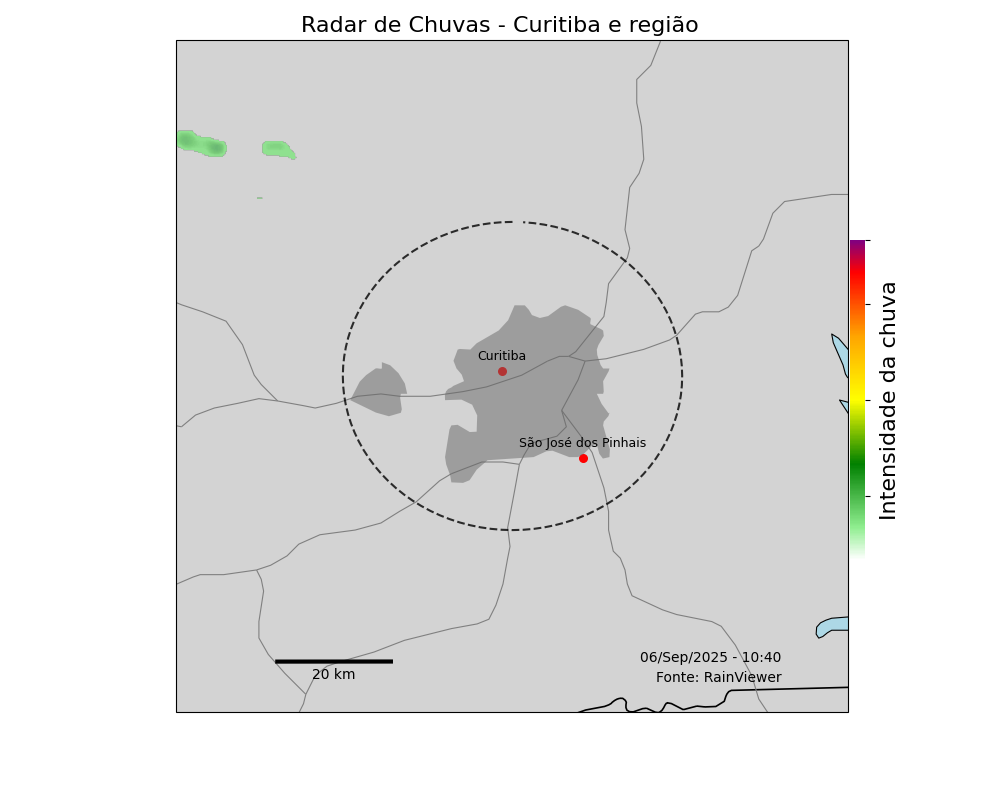 Radar de Chuvas - Curitiba e região
Curitiba
São José dos Pinhais
Intensidade da chuva
20 km
06/Sep/2025 - 10:40
Fonte: RainViewer